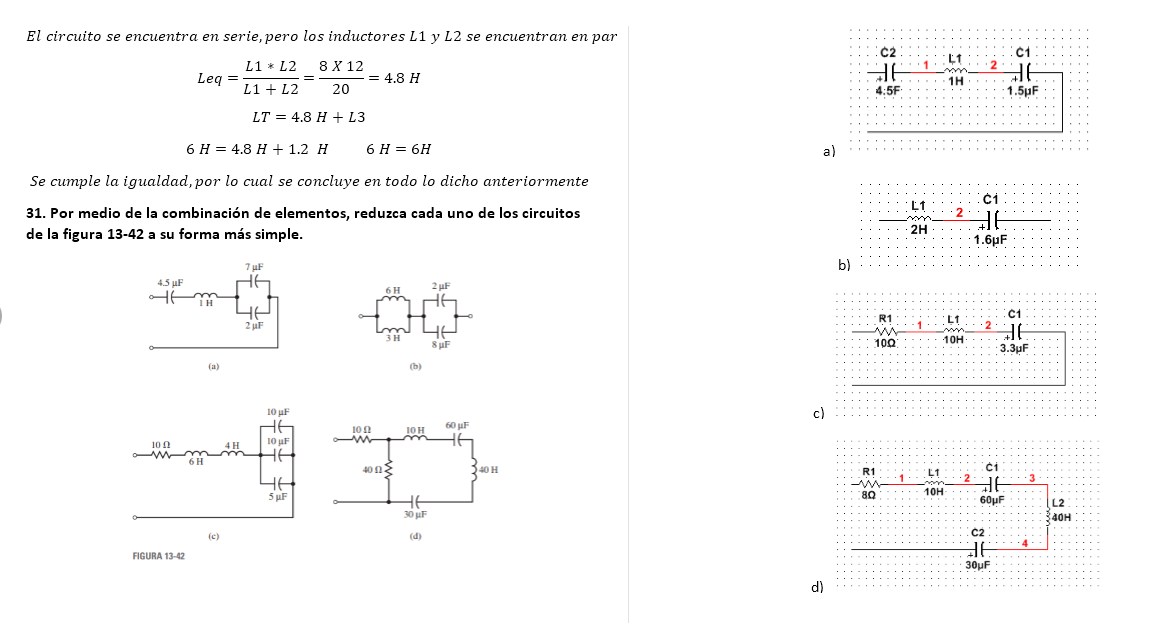 El circuito se encuentra en serie, pero los inductores L1 y L2 se encuentran en par
Leq = L1 * L2 / L1 + L2 = 8 X 12 / 20 = 4.8 H
LT = 4.8 H + L3
6 H = 4.8 H + 1.2 H 6 H = 6H
Se cumple la igualdad, por lo cual se concluye en todo lo dicho anteriormente
31. Por medio de la combinación de elementos, reduzca cada uno de los circuitos
de la figura 13-42 a su forma más simple.
4.5 µF
1 H
7 µF
2 µF
(a)
6 H
3 H
2 µF
8 µF
(b)
10 Ω
6 H
4 H
10 µF
10 µF
5 µF
(c)
10 Ω
40 Ω
10 H
60 µF
40 H
30 µF
(d)
FIGURA 13-42
C2
4.5F
1
L1
1H
2
C1
1.5µF
a)
L1
2H
2
C1
1.6µF
b)
R1
10Ω
1
L1
10H
2
C1
3.3µF
c)
R1
8Ω
1
L1
10H
2
C1
60µF
3
L2
40H
C2
30µF
4
d)